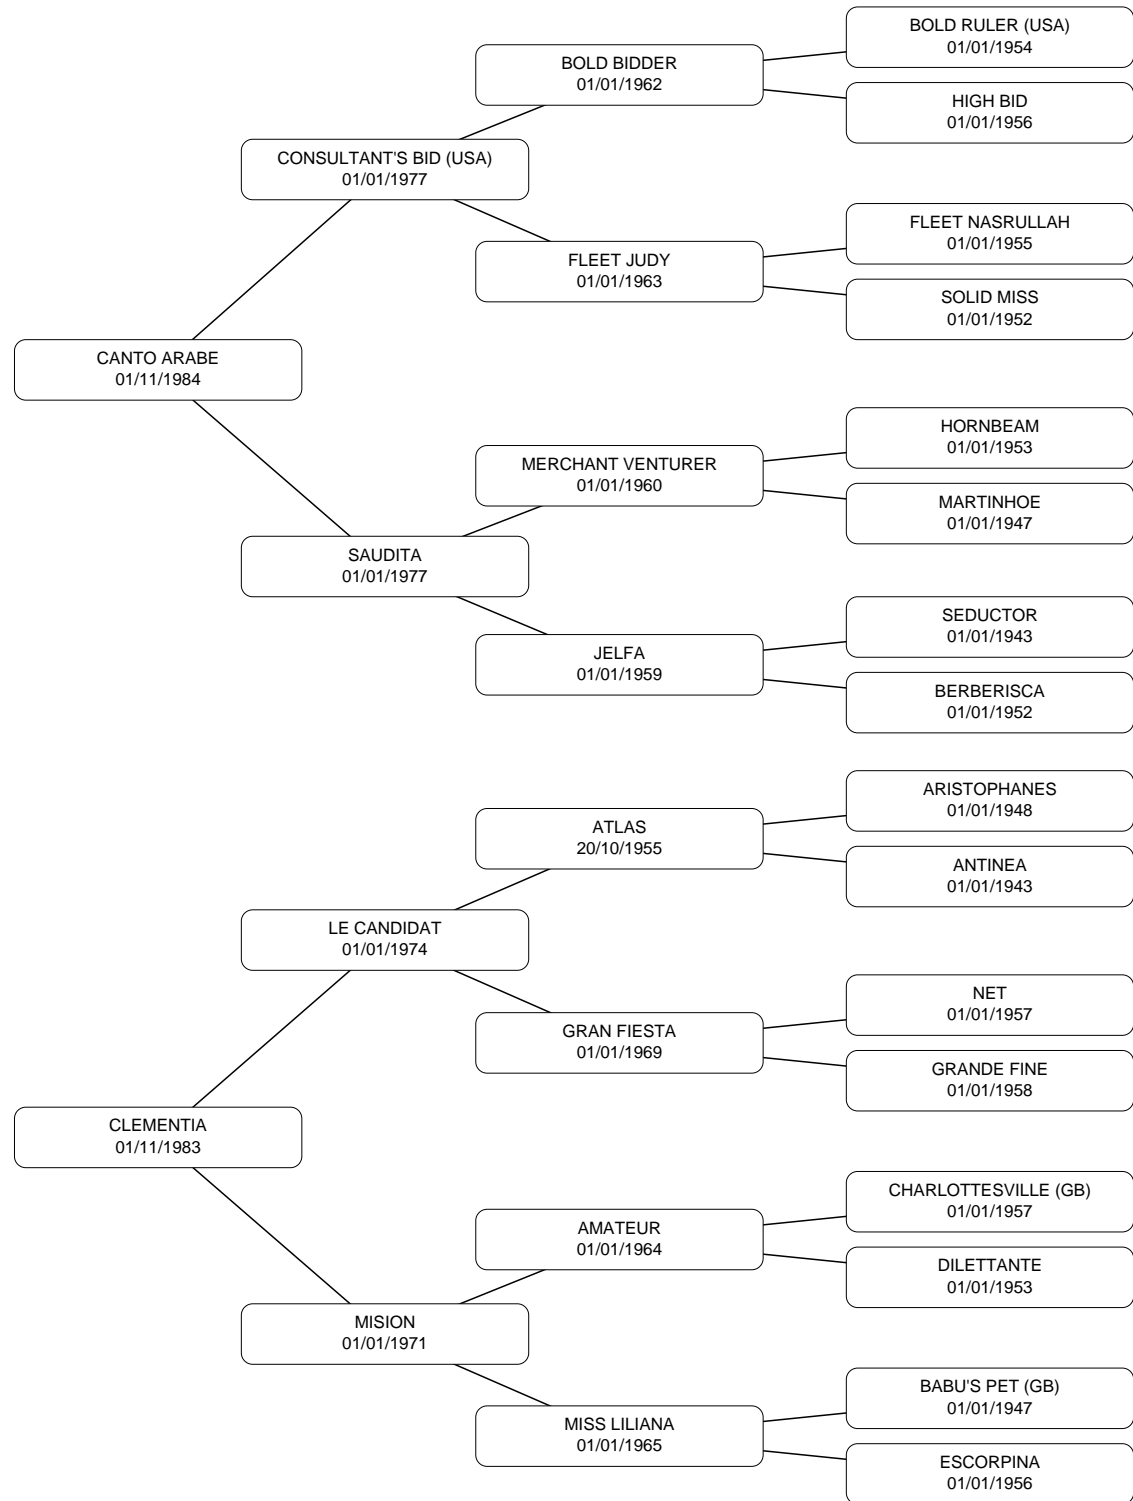 BOLD RULER (USA)
01/01/1954
BOLD BIDDER
01/01/1962
HIGH BID
01/01/1956
CONSULTANT'S BID (USA)
01/01/1977
FLEET NASRULLAH
01/01/1955
FLEET JUDY
01/01/1963
SOLID MISS
01/01/1952
CANTO ARABE
01/11/1984
HORNBEAM
01/01/1953
MERCHANT VENTURER
01/01/1960
MARTINHOE
01/01/1947
SAUDITA
01/01/1977
SEDUCTOR
01/01/1943
JELFA
01/01/1959
BERBERISCA
01/01/1952
ARISTOPHANES
01/01/1948
ATLAS
20/10/1955
ANTINEA
01/01/1943
LE CANDIDAT
01/01/1974
NET
01/01/1957
GRAN FIESTA
01/01/1969
GRANDE FINE
01/01/1958
CLEMENTIA
01/11/1983
CHARLOTTESVILLE (GB)
01/01/1957
AMATEUR
01/01/1964
DILETTANTE
01/01/1953
MISION
01/01/1971
BABU'S PET (GB)
01/01/1947
MISS LILIANA
01/01/1965
ESCORPINA
01/01/1956